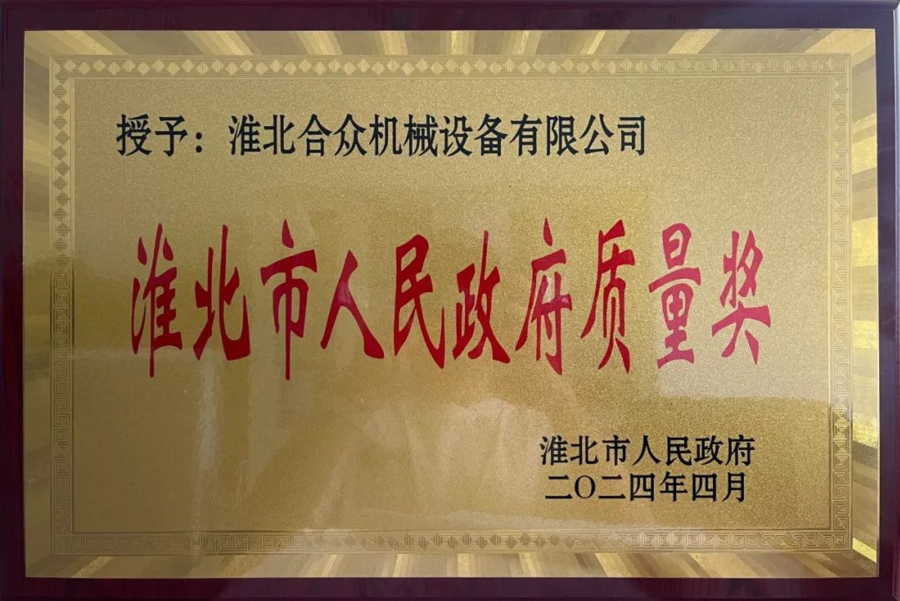 授予：淮北合众机械设备有限公司
淮北市人民政府质量奖
淮北市人民政府
二〇二四年四月